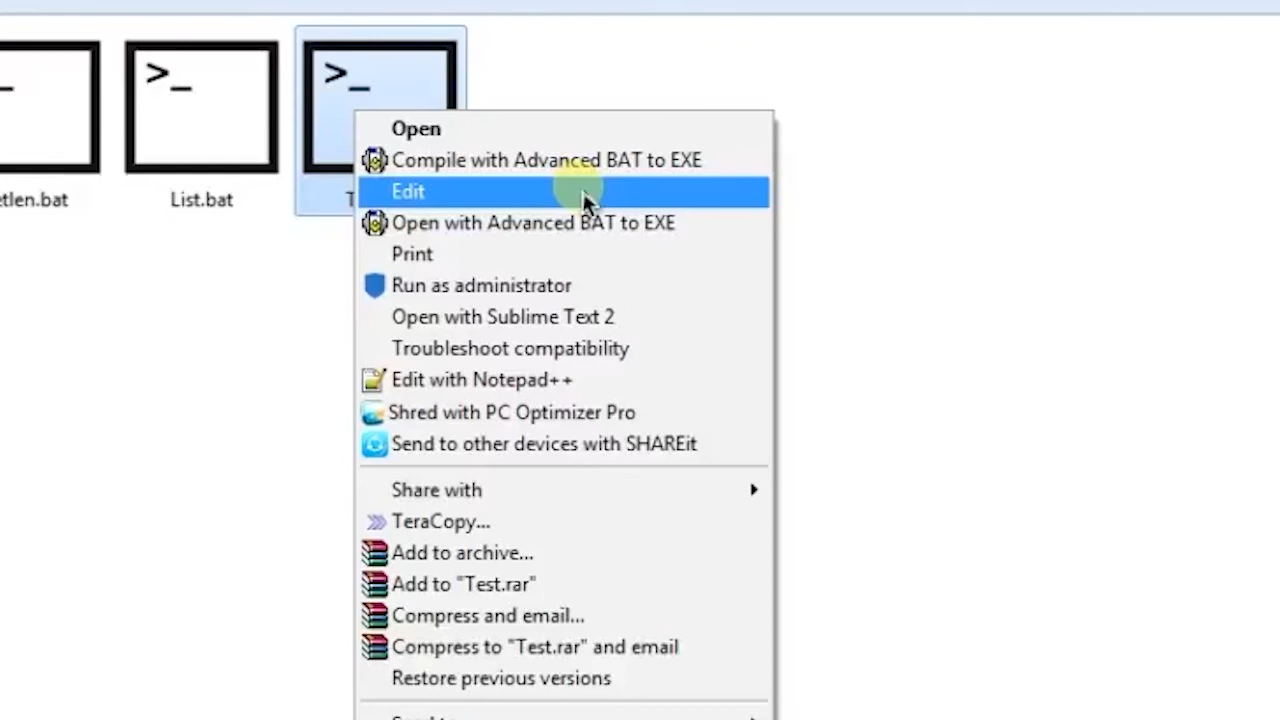 >_
>_
etlen.bat
List.bat
T
Open
Compile with Advanced BAT to EXE
Edit
Open with Advanced BAT to EXE
Print
Run as administrator
Open with Sublime Text 2
Troubleshoot compatibility
Edit with Notepad++
Shred with PC Optimizer Pro
Send to other devices with SHAREit
Share with
TeraCopy...
Add to archive...
Add to "Test.rar"
Compress and email...
Compress to "Test.rar" and email
Restore previous versions